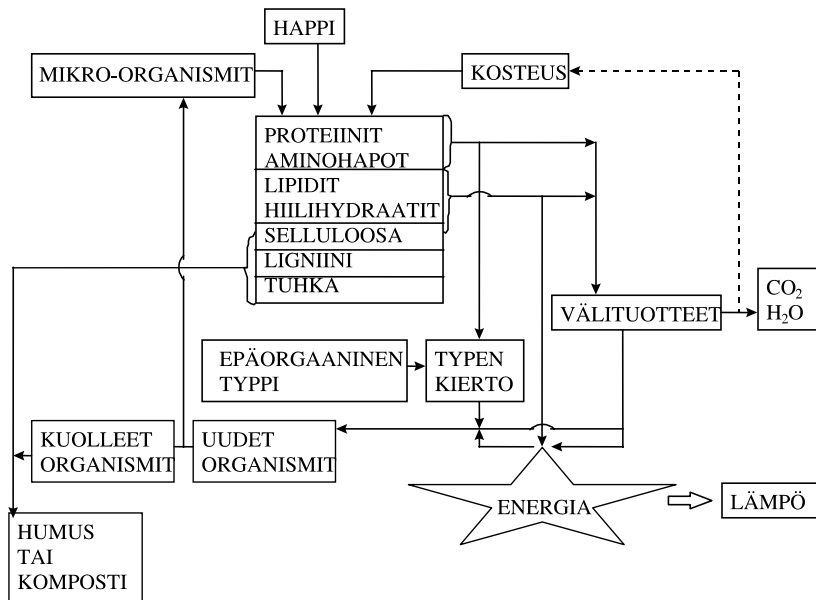 HAPPI
MIKRO-ORGANISMIT
KOSTEUS
PROTEIINIT
AMINOHAPOT
LIPIDIT
HIILIHYDRAATIT
SELLULOOSA
LIGNIINI
TUHKA
VÄLITUOTTEET
CO₂
H₂O
EPÄORGAANINEN
TYPPI
TYPEN
KIERTO
KUOLLEET
ORGANISMIT
UUDET
ORGANISMIT
ENERGIA
LÄMPÖ
HUMUS
TAI
KOMPOSTI